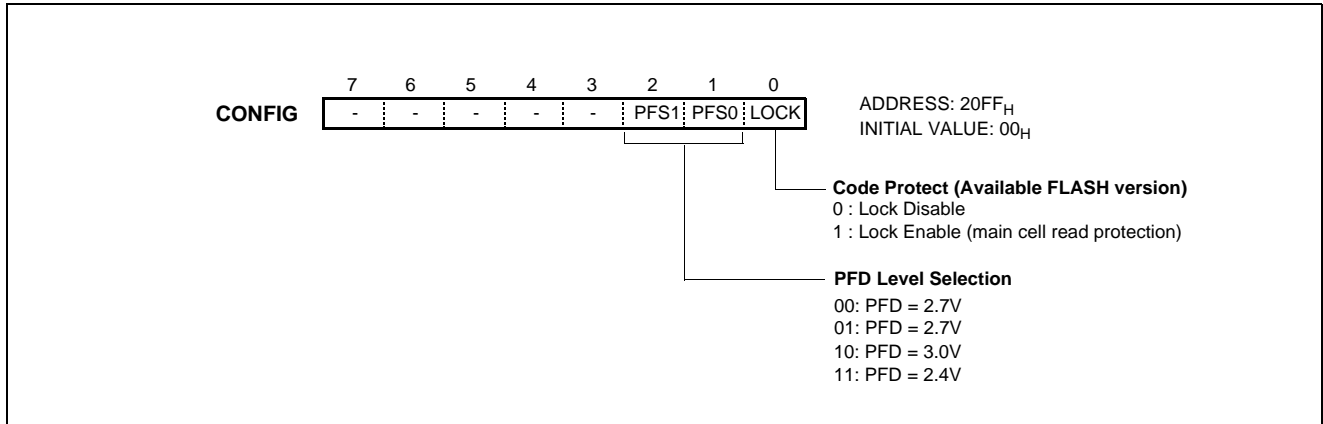 7 6 5 4 3 2 1 0
CONFIG - - - - - PFS1 PFS0 LOCK
ADDRESS: 20FFH
INITIAL VALUE: 00H
Code Protect (Available FLASH version)
0 : Lock Disable
1 : Lock Enable (main cell read protection)
PFD Level Selection
00: PFD = 2.7V
01: PFD = 2.7V
10: PFD = 3.0V
11: PFD = 2.4V